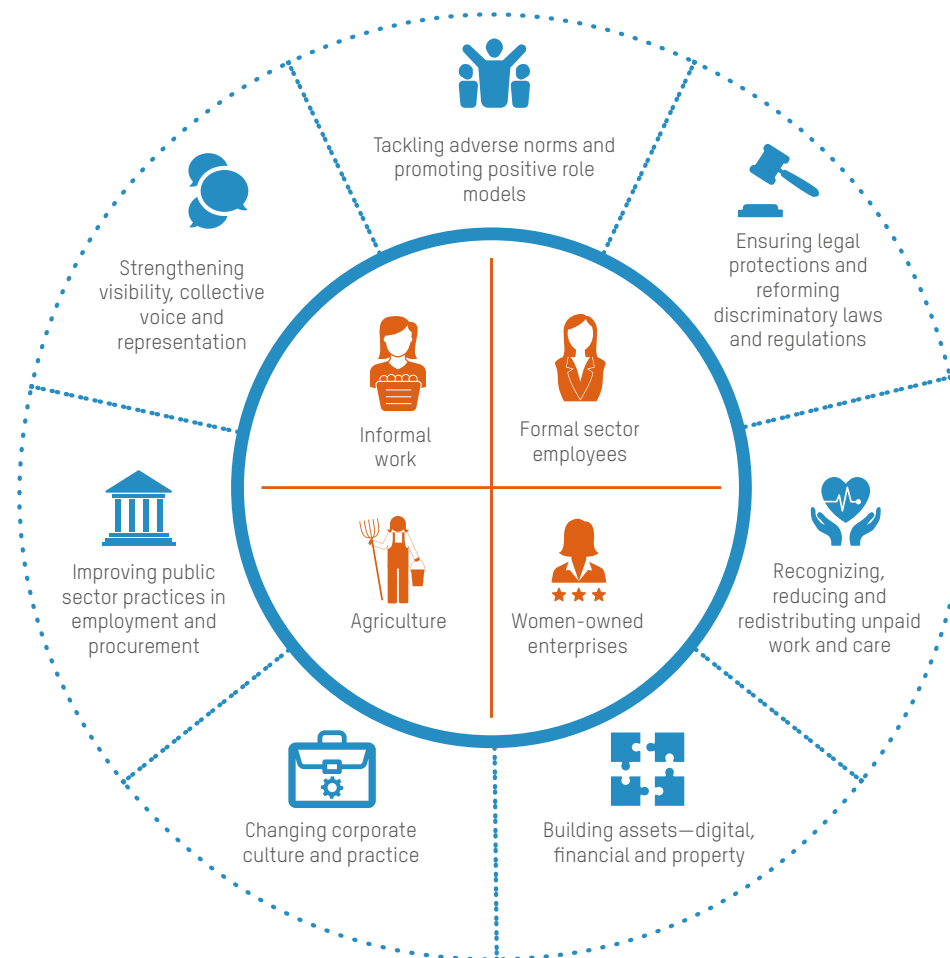 Tackling adverse norms and
promoting positive role
models
Ensuring legal
protections and
reforming
discriminatory laws
and regulations
Recognizing,
reducing and
redistributing unpaid
work and care
Building assets—digital,
financial and property
Changing corporate
culture and practice
Improving public
sector practices in
employment and
procurement
Strengthening
visibility, collective
voice and
representation
Informal
work
Formal sector
employees
Agriculture
Women-owned
enterprises